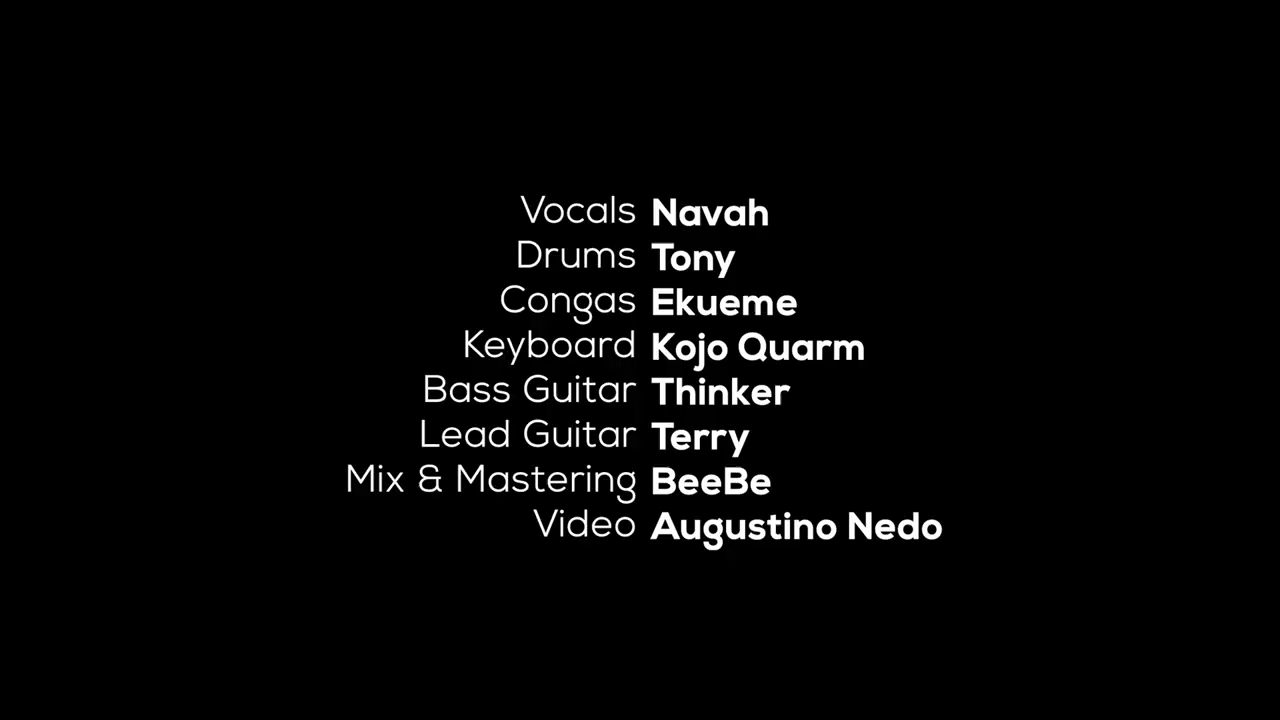 Vocals Navah
Drums Tony
Congas Ekueme
Keyboard Kojo Quarm
Bass Guitar Thinker
Lead Guitar Terry
Mix & Mastering BeeBe
Video Augustino Nedo